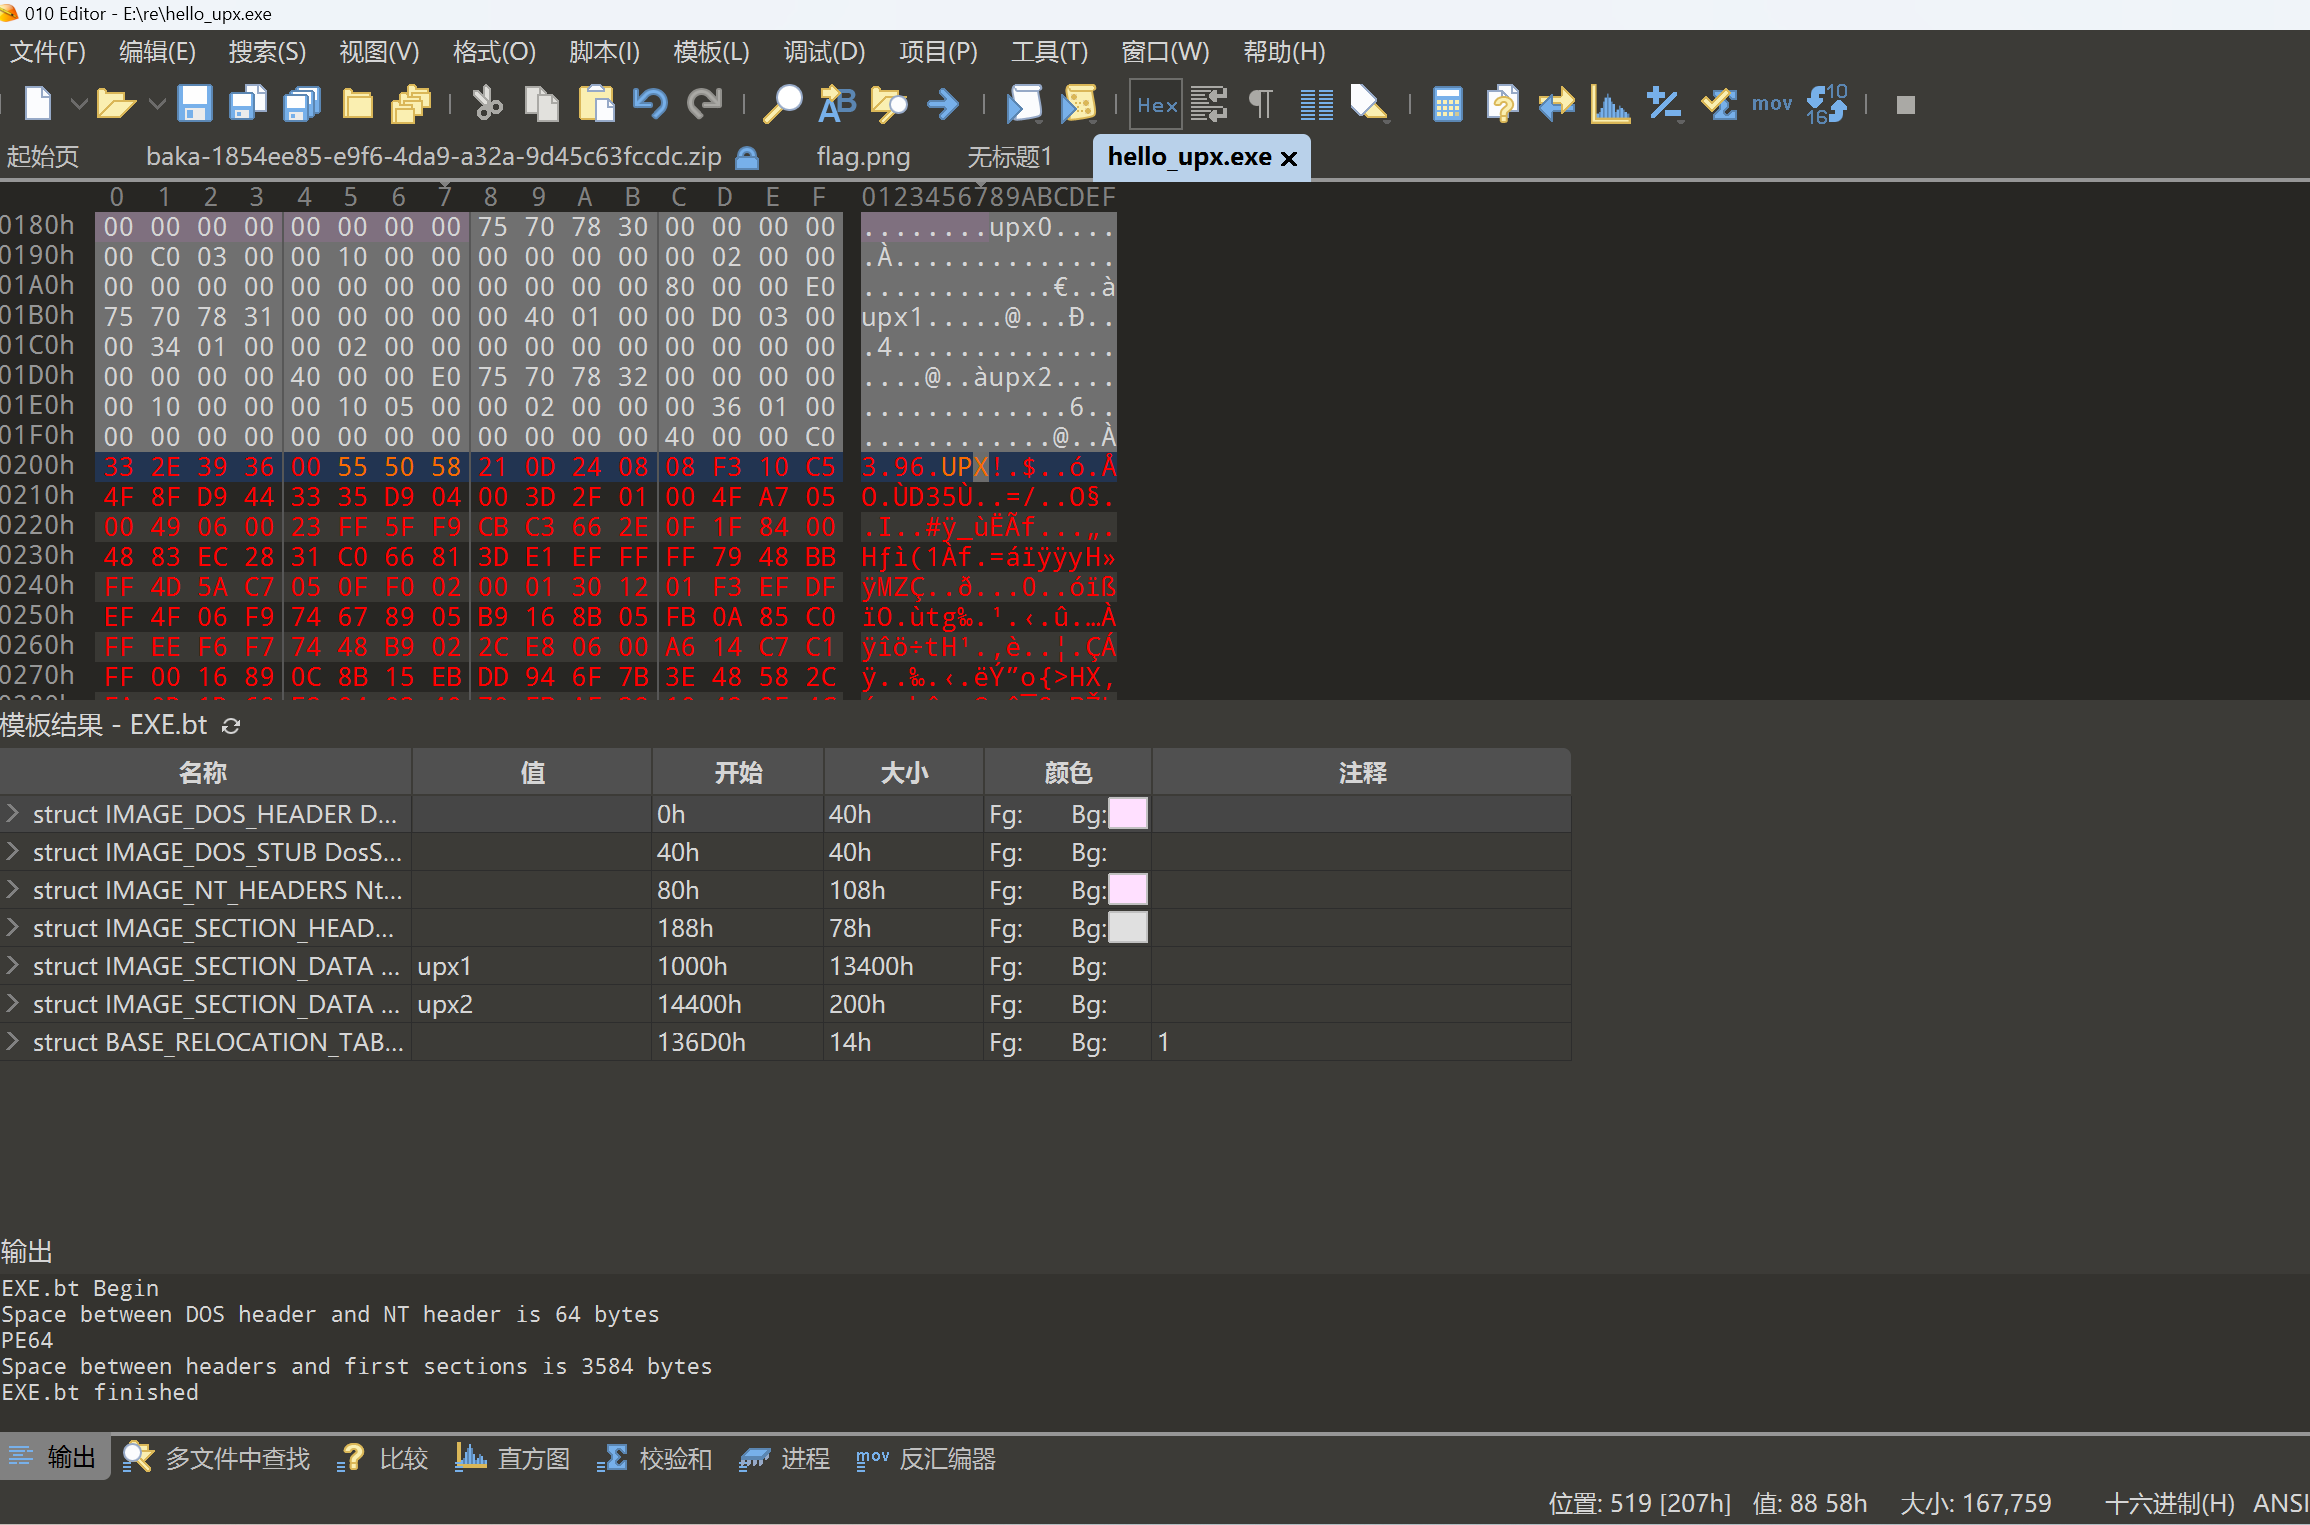 010 Editor - E:\re\hello_upx.exe
文件(F) 编辑(E) 搜索(S) 视图(V) 格式(O) 脚本(I) 模板(L) 调试(D) 项目(P) 工具(T) 窗口(W) 帮助(H)
Hex mov 10 16
起始页 baka-1854ee85-e9f6-4da9-a32a-9d45c63fccdc.zip flag.png 无标题1 hello_upx.exe
0 1 2 3 4 5 6 7 8 9 A B C D E F 0123456789ABCDEF
0180h 00 00 00 00 00 00 00 00 75 70 78 30 00 00 00 00 ........upx0....
0190h 00 C0 03 00 00 10 00 00 00 00 00 00 00 02 00 00 .À..............
01A0h 00 00 00 00 00 00 00 00 00 00 00 00 80 00 00 E0 ............€..à
01B0h 75 70 78 31 00 00 00 00 00 40 01 00 00 D0 03 00 upx1.....@...Ð..
01C0h 00 34 01 00 00 02 00 00 00 00 00 00 00 00 00 00 .4..............
01D0h 00 00 00 00 40 00 00 E0 75 70 78 32 00 00 00 00 ....@..àupx2....
01E0h 00 10 00 00 00 10 05 00 00 02 00 00 00 36 01 00 .............6..
01F0h 00 00 00 00 00 00 00 00 00 00 00 00 40 00 00 C0 ............@..À
0200h 33 2E 39 36 00 55 50 58 21 0D 24 08 08 F3 10 C5 3.96.UPX!.$..ó.Å
0210h 4F 8F D9 44 33 35 D9 04 00 3D 2F 01 00 4F A7 05 O.ÙD35Ù..=/..O§.
0220h 00 49 06 00 23 FF 5F F9 CB C3 66 2E 0F 1F 84 00 .I..#ÿ_ùËÃf...„.
0230h 48 83 EC 28 31 C0 66 81 3D E1 EF FF FF 79 48 BB Hƒì(1Àf.=áïÿÿyH»
0240h FF 4D 5A C7 05 0F F0 02 00 01 30 12 01 F3 EF DF ÿMZÇ..ð...0..óïß
0250h EF 4F 06 F9 74 67 89 05 B9 16 8B 05 FB 0A 85 C0 ïO.ùtg‰.¹.‹.û.…À
0260h FF EE F6 F7 74 48 B9 02 2C E8 06 00 A6 14 C7 C1 ÿîö÷tH¹.,è..¦.ÇÁ
0270h FF 00 16 89 0C 8B 15 EB DD 94 6F 7B 3E 48 58 2C ÿ..‰.‹.ëÝ”o{>HX,
模板结果 - EXE.bt
名称 值 开始 大小 颜色 注释
struct IMAGE_DOS_HEADER D... 0h 40h Fg: Bg:
struct IMAGE_DOS_STUB DosS... 40h 40h Fg: Bg:
struct IMAGE_NT_HEADERS Nt... 80h 108h Fg: Bg:
struct IMAGE_SECTION_HEAD... 188h 78h Fg: Bg:
struct IMAGE_SECTION_DATA ... upx1 1000h 13400h Fg: Bg:
struct IMAGE_SECTION_DATA ... upx2 14400h 200h Fg: Bg:
struct BASE_RELOCATION_TAB... 136D0h 14h Fg: Bg: 1
输出
EXE.bt Begin
Space between DOS header and NT header is 64 bytes
PE64
Space between headers and first sections is 3584 bytes
EXE.bt finished
输出 多文件中查找 比较 直方图 校验和 进程 mov 反汇编器
位置: 519 [207h] 值: 88 58h 大小: 167,759 十六进制(H) ANSI